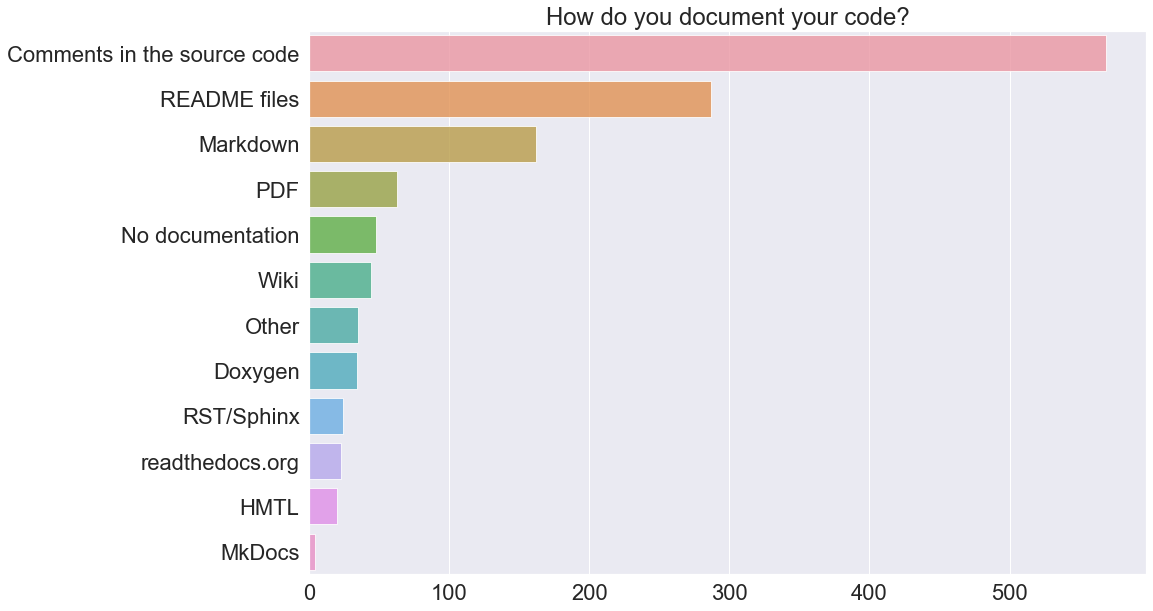 How do you document your code?
Comments in the source code
README files
Markdown
PDF
No documentation
Wiki
Other
Doxygen
RST/Sphinx
readthedocs.org
HMTL
MkDocs
0 100 200 300 400 500